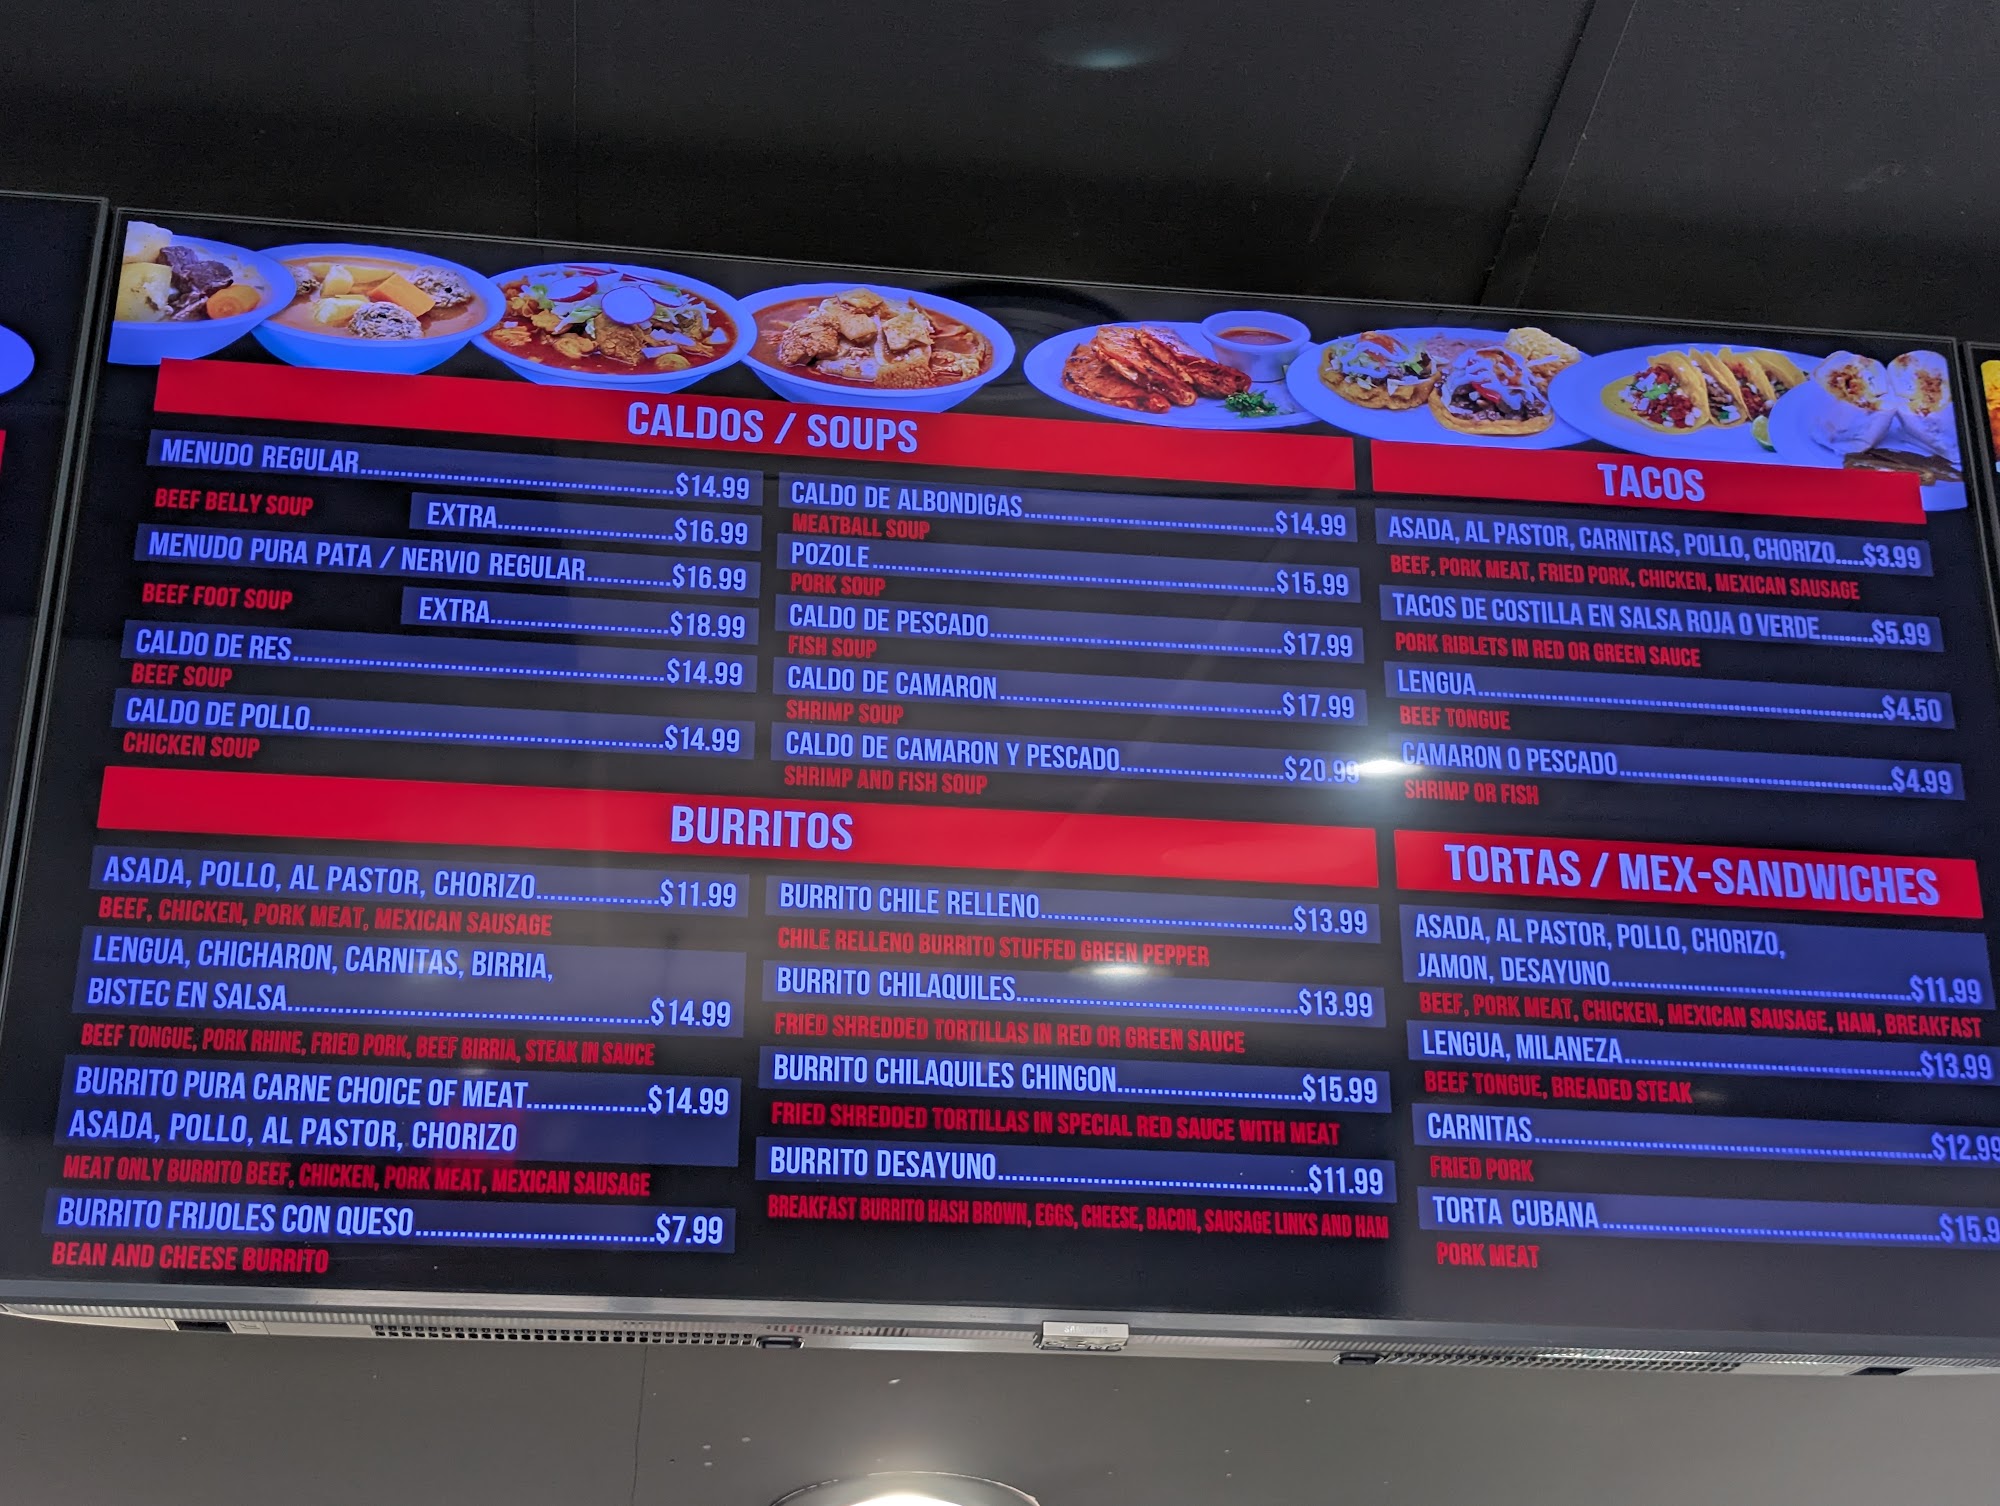 CALDOS / SOUPS
MENUDO REGULAR....$14.99
BEEF BELLY SOUP
EXTRA....$16.99
MENUDO PURA PATA / NERVIO REGULAR....$16.99
BEEF FOOT SOUP
EXTRA....$18.99
CALDO DE RES....$14.99
BEEF SOUP
CALDO DE POLLO....$14.99
CHICKEN SOUP
CALDO DE ALBONDIGAS....$14.99
MEATBALL SOUP
POZOLE....$15.99
PORK SOUP
CALDO DE PESCADO....$17.99
FISH SOUP
CALDO DE CAMARON....$17.99
SHRIMP SOUP
CALDO DE CAMARON Y PESCADO....$20.99
SHRIMP AND FISH SOUP
TACOS
ASADA, AL PASTOR, CARNITAS, POLLO, CHORIZO....$3.99
BEEF, PORK MEAT, FRIED PORK, CHICKEN, MEXICAN SAUSAGE
TACOS DE COSTILLA EN SALSA ROJA O VERDE....$5.99
PORK RIBLETS IN RED OR GREEN SAUCE
LENGUA....$4.50
BEEF TONGUE
CAMARON O PESCADO....$4.99
SHRIMP OR FISH
BURRITOS
ASADA, POLLO, AL PASTOR, CHORIZO....$11.99
BEEF, CHICKEN, PORK MEAT, MEXICAN SAUSAGE
LENGUA, CHICHARON, CARNITAS, BIRRIA,
BISTEC EN SALSA....$14.99
BEEF TONGUE, PORK RHINE, FRIED PORK, BEEF BIRRIA, STEAK IN SAUCE
BURRITO PURA CARNE CHOICE OF MEAT....$14.99
ASADA, POLLO, AL PASTOR, CHORIZO
MEAT ONLY BURRITO BEEF, CHICKEN, PORK MEAT, MEXICAN SAUSAGE
BURRITO FRIJOLES CON QUESO....$7.99
BEAN AND CHEESE BURRITO
BURRITO CHILE RELLENO....$13.99
CHILE RELLENO BURRITO STUFFED GREEN PEPPER
BURRITO CHILAQUILES....$13.99
FRIED SHREDDED TORTILLAS IN RED OR GREEN SAUCE
BURRITO CHILAQUILES CHINGON....$15.99
FRIED SHREDDED TORTILLAS IN SPECIAL RED SAUCE WITH MEAT
BURRITO DESAYUNO....$11.99
BREAKFAST BURRITO HASH BROWN, EGGS, CHEESE, BACON, SAUSAGE LINKS AND HAM
TORTAS / MEX-SANDWICHES
ASADA, AL PASTOR, POLLO, CHORIZO,
JAMON, DESAYUNO....$11.99
BEEF, PORK MEAT, CHICKEN, MEXICAN SAUSAGE, HAM, BREAKFAST
LENGUA, MILANEZA....$13.99
BEEF TONGUE, BREADED STEAK
CARNITAS....$12.99
FRIED PORK
TORTA CUBANA....$15.9
PORK MEAT